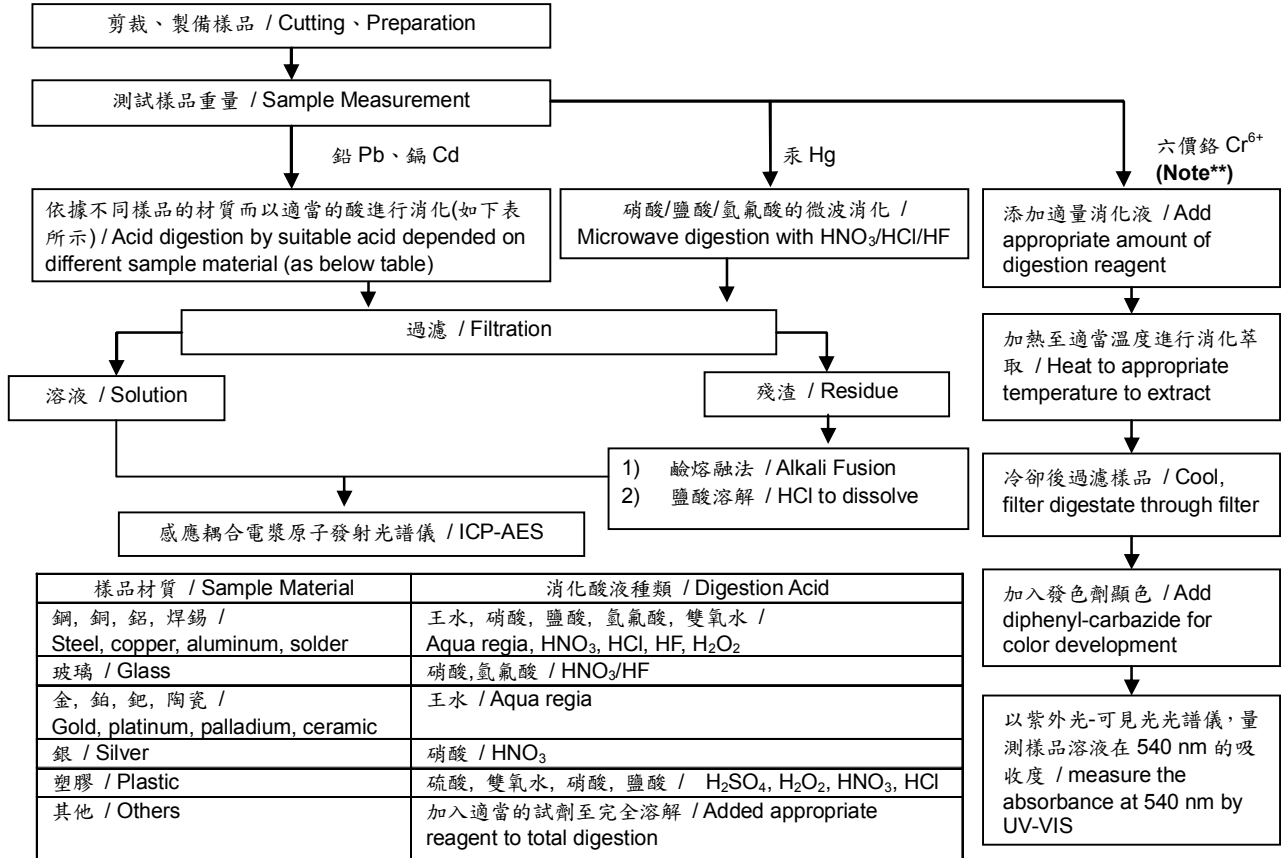 剪裁、製備樣品 / Cutting、Preparation
測試樣品重量 / Sample Measurement
鉛 Pb、鎘 Cd
汞 Hg
六價鉻 Cr6+
(Note**)
依據不同樣品的材質而以適當的酸進行消化(如下表
所示) / Acid digestion by suitable acid depended on
different sample material (as below table)
硝酸/鹽酸/氫氟酸的微波消化 /
Microwave digestion with HNO3/HCl/HF
添加適量消化液 / Add
appropriate amount of
digestion reagent
過濾 / Filtration
加熱至適當溫度進行消化萃
取 / Heat to appropriate
temperature to extract
溶液 / Solution
殘渣 / Residue
1) 鹼熔融法 / Alkali Fusion
2) 鹽酸溶解 / HCl to dissolve
冷卻後過濾樣品 / Cool,
filter digestate through filter
感應耦合電漿原子發射光譜儀 / ICP-AES
加入發色劑顯色 / Add
diphenyl-carbazide for
color development
以紫外光-可見光光譜儀，量
測樣品溶液在 540 nm 的吸
收度 / measure the
absorbance at 540 nm by
UV-VIS
樣品材質 / Sample Material
消化酸液種類 / Digestion Acid
鋼, 銅, 鋁, 焊錫 /
Steel, copper, aluminum, solder
王水, 硝酸, 鹽酸, 氫氟酸, 雙氧水 /
Aqua regia, HNO3, HCl, HF, H2O2
玻璃 / Glass
硝酸,氫氟酸 / HNO3/HF
金, 鉑, 鈀, 陶瓷 /
Gold, platinum, palladium, ceramic
王水 / Aqua regia
銀 / Silver
硝酸 / HNO3
塑膠 / Plastic
硫酸, 雙氧水, 硝酸, 鹽酸 / H2SO4, H2O2, HNO3, HCl
其他 / Others
加入適當的試劑至完全溶解 / Added appropriate
reagent to total digestion